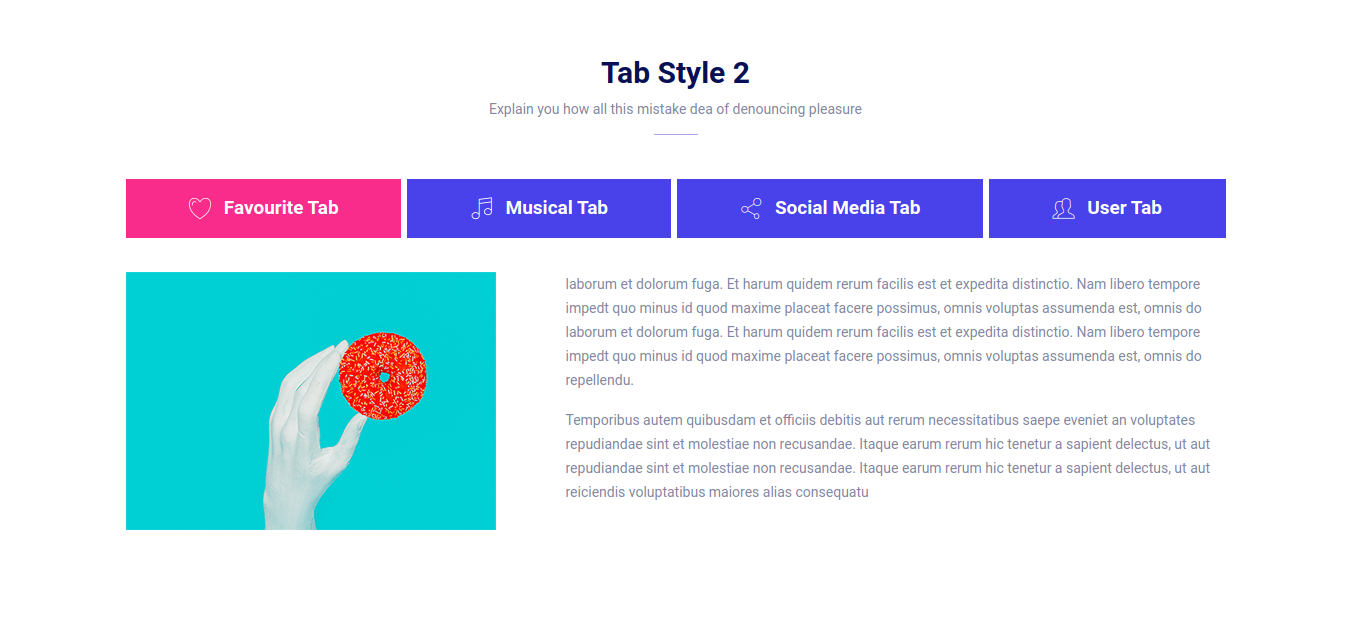 Tab Style 2
Explain you how all this mistake dea of denouncing pleasure
Favourite Tab
Musical Tab
Social Media Tab
User Tab
laborum et dolorum fuga. Et harum quidem rerum facilis est et expedita distinctio. Nam libero tempore
impedt quo minus id quod maxime placeat facere possimus, omnis voluptas assumenda est, omnis do
laborum et dolorum fuga. Et harum quidem rerum facilis est et expedita distinctio. Nam libero tempore
impedt quo minus id quod maxime placeat facere possimus, omnis voluptas assumenda est, omnis do
repellendu.
Temporibus autem quibusdam et officiis debitis aut rerum necessitatibus saepe eveniet an voluptates
repudiandae sint et molestiae non recusandae. Itaque earum rerum hic tenetur a sapient delectus, ut aut
repudiandae sint et molestiae non recusandae. Itaque earum rerum hic tenetur a sapient delectus, ut aut
reiciendis voluptatibus maiores alias consequatu